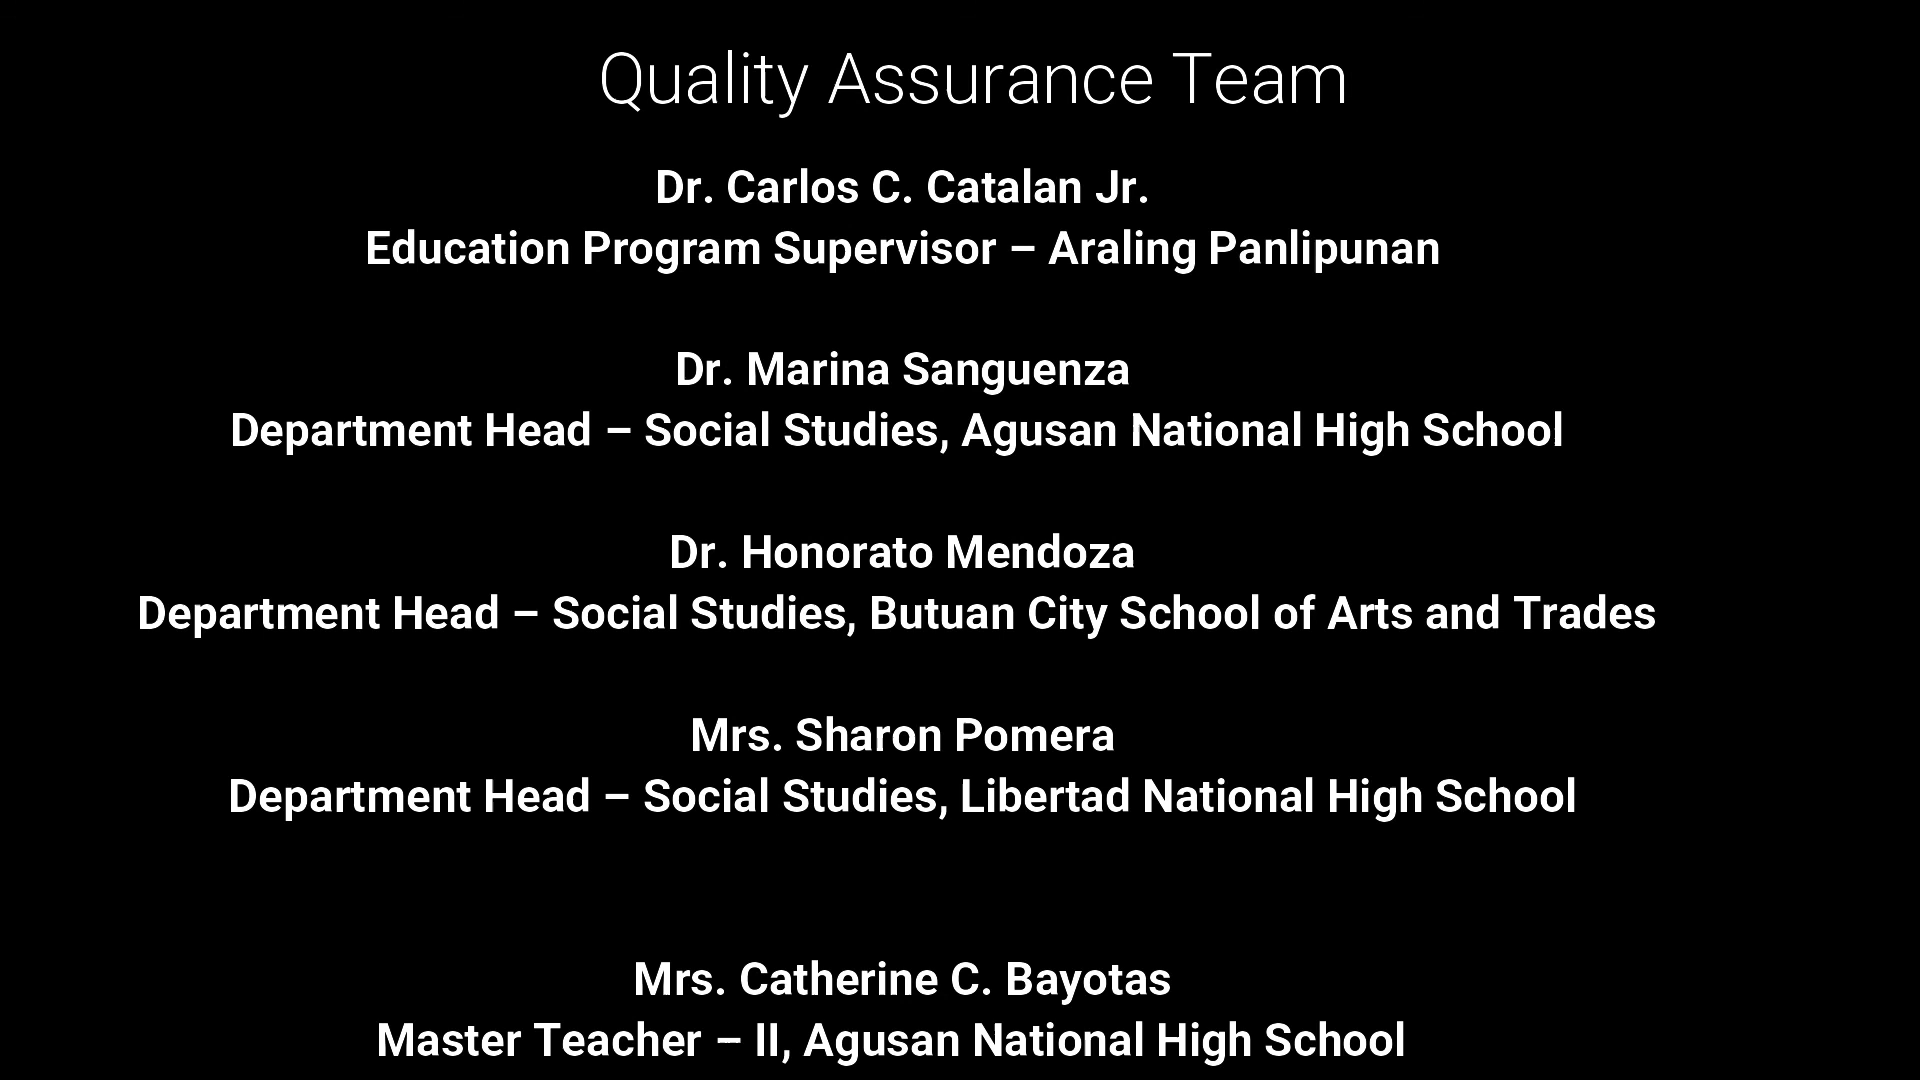 Quality Assurance Team
Dr. Carlos C. Catalan Jr.
Education Program Supervisor – Araling Panlipunan
Dr. Marina Sanguenza
Department Head – Social Studies, Agusan National High School
Dr. Honorato Mendoza
Department Head – Social Studies, Butuan City School of Arts and Trades
Mrs. Sharon Pomera
Department Head – Social Studies, Libertad National High School
Mrs. Catherine C. Bayotas
Master Teacher – II, Agusan National High School